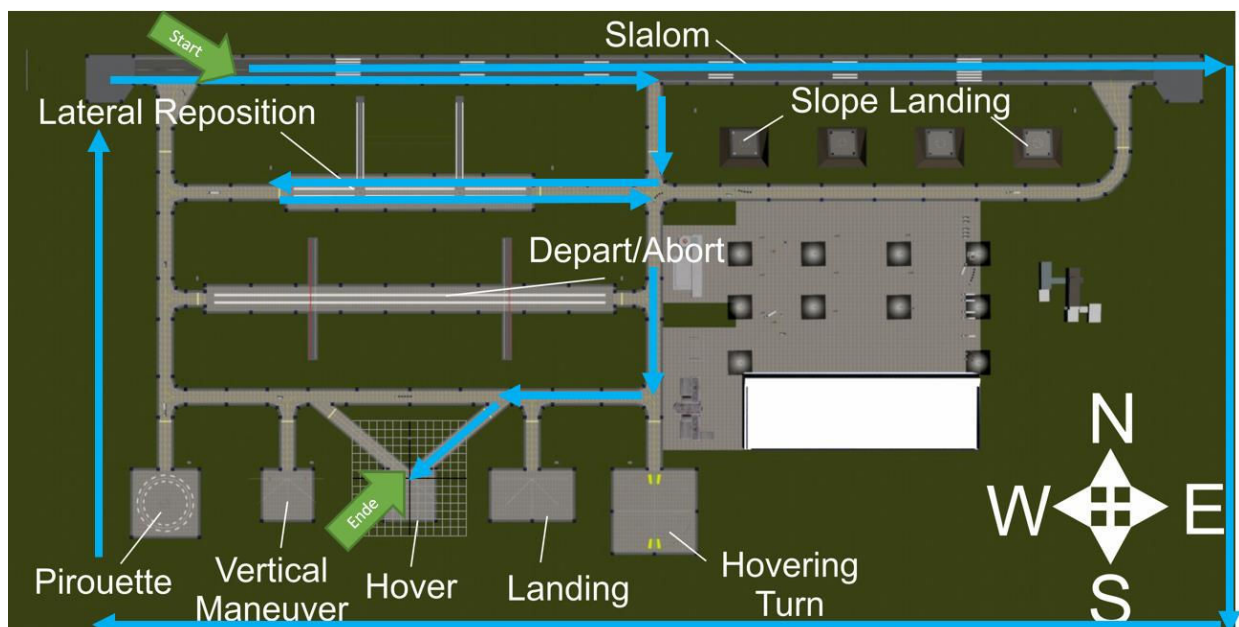 Start
Slalom
Lateral Reposition
Slope Landing
Depart/Abort
N
W
E
S
Ende
Pirouette
Vertical
Maneuver
Hover
Landing
Hovering
Turn